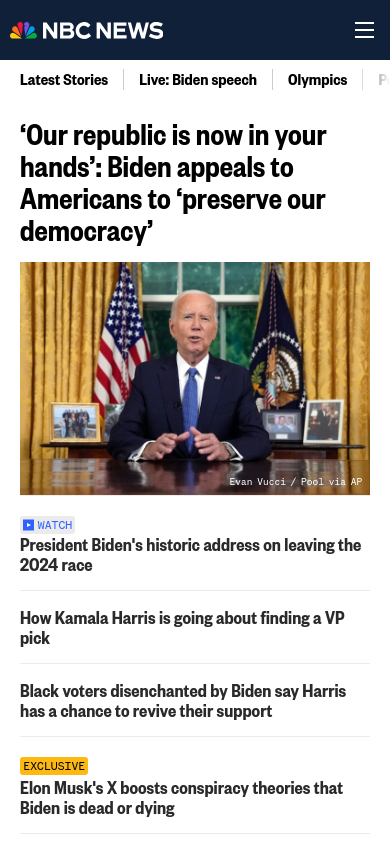 NBC NEWS
Latest Stories Live: Biden speech Olympics
‘Our republic is now in your
hands’: Biden appeals to
Americans to ‘preserve our
democracy’
Evan Vucci / Pool via AP
WATCH
President Biden's historic address on leaving the
2024 race
How Kamala Harris is going about finding a VP
pick
Black voters disenchanted by Biden say Harris
has a chance to revive their support
EXCLUSIVE
Elon Musk's X boosts conspiracy theories that
Biden is dead or dying